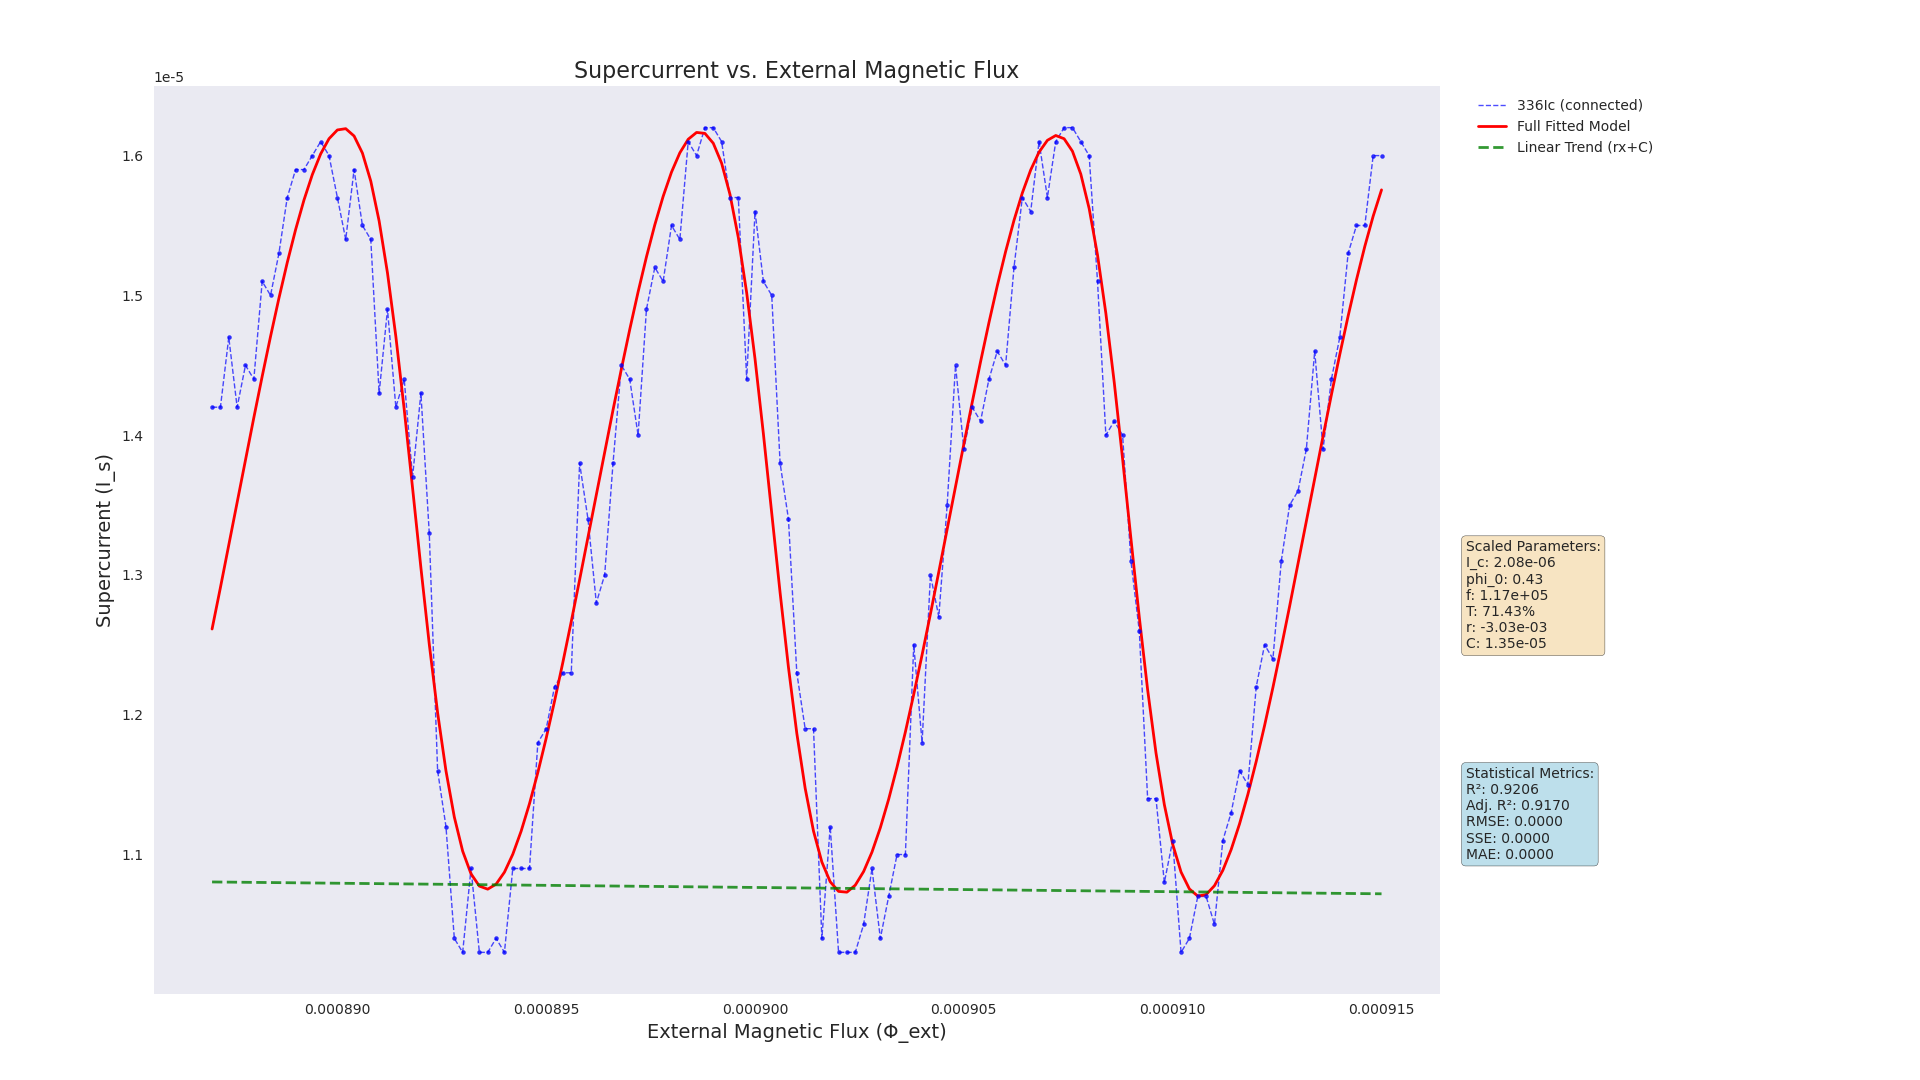 Supercurrent vs. External Magnetic Flux
1e-5
1.6
1.5
1.4
1.3
1.2
1.1
Supercurrent (I_s)
0.000890
0.000895
0.000900
0.000905
0.000910
0.000915
External Magnetic Flux (Φ_ext)
336Ic (connected)
Full Fitted Model
Linear Trend (rx+C)
Scaled Parameters:
I_c: 2.08e-06
phi_0: 0.43
f: 1.17e+05
T: 71.43%
r: -3.03e-03
C: 1.35e-05
Statistical Metrics:
R²: 0.9206
Adj. R²: 0.9170
RMSE: 0.0000
SSE: 0.0000
MAE: 0.0000